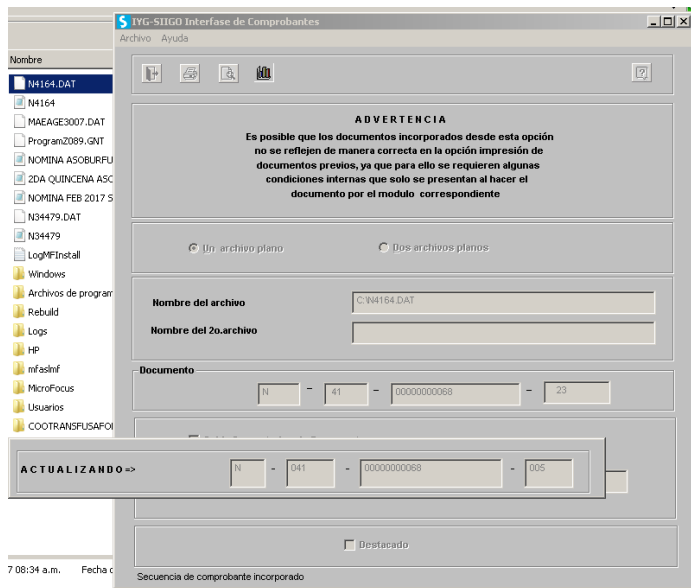 Nombre
N4164.DAT
N4164
MAEAGE3007.DAT
ProgramZ089.GNT
NOMINA ASOBURFU
2DA QUINCENA ASO
NOMINA FEB 2017 S
N34479.DAT
N34479
LogMFInstall
Windows
Archivos de program
Rebuild
Logs
HP
mfaslmf
MicroFocus
Usuarios
COOTRANSFUSAFOI
7 08:34 a.m. Fecha d
IYG-SIIGO Interfase de Comprobantes
Archivo Ayuda
ADVERTENCIA
Es posible que los documentos incorporados desde esta opción
no se reflejen de manera correcta en la opción impresión de
documentos previos, ya que para ello se requieren algunas
condiciones internas que solo se presentan al hacer el
documento por el modulo correspondiente
Un archivo plano Dos archivos planos
Nombre del archivo C:\N4164.DAT
Nombre del 2o.archivo
Documento
N - 41 - 00000000068 - 23
ACTUALIZANDO=> N - 041 - 00000000068 - 005
Destacado
Secuencia de comprobante incorporado